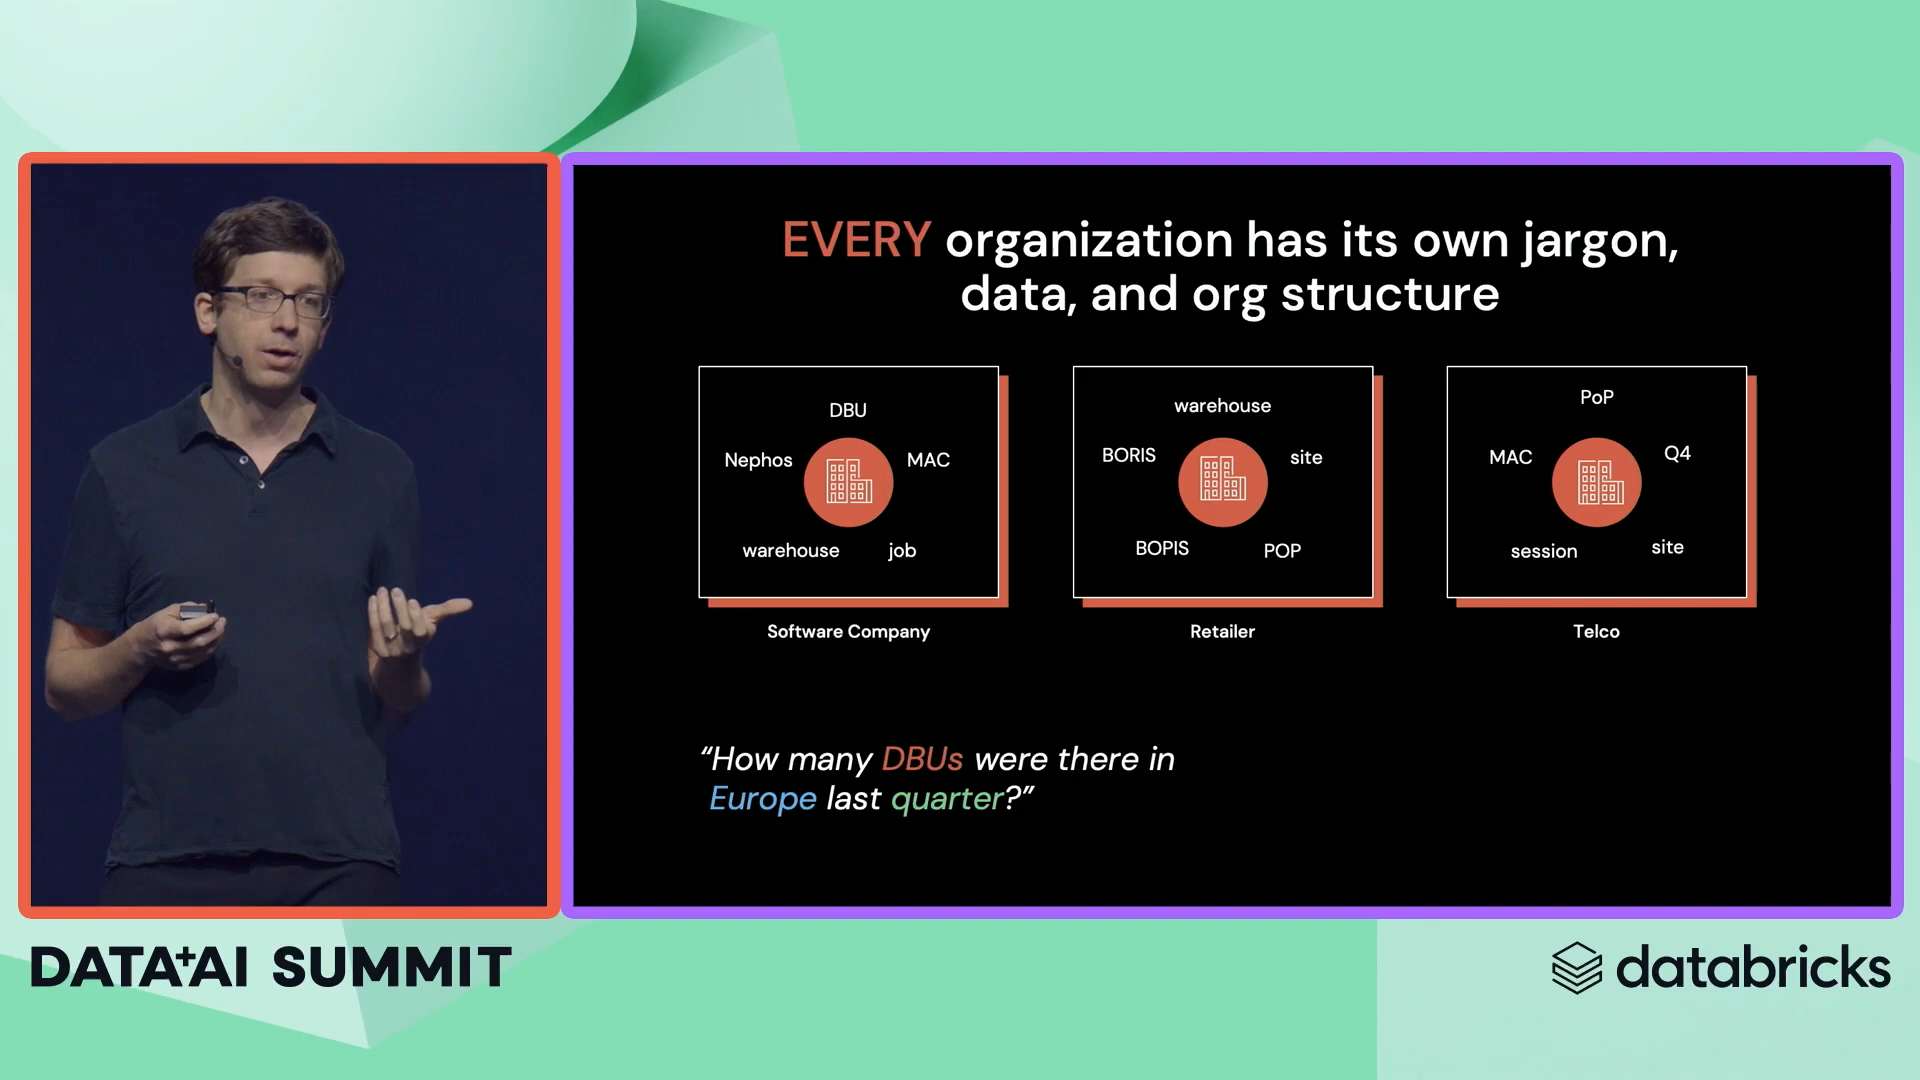 EVERY organization has its own jargon,
data, and org structure
DBU
Nephos
MAC
warehouse
job
Software Company
warehouse
BORIS
site
BOPIS
POP
Retailer
PoP
MAC
Q4
session
site
Telco
“How many DBUs were there in
Europe last quarter?”
DATA+AI SUMMIT
databricks